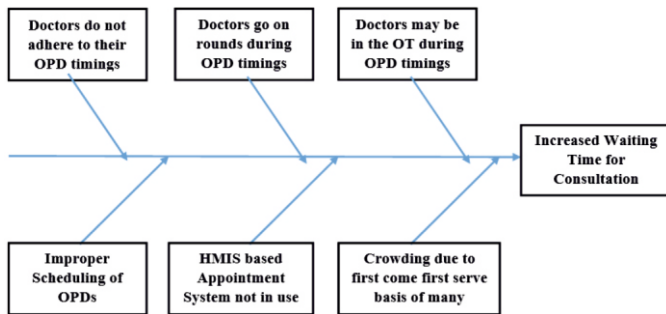 Doctors do not
adhere to their
OPD timings
Doctors go on
rounds during
OPD timings
Doctors may be
in the OT during
OPD timings
Increased Waiting
Time for
Consultation
Improper
Scheduling of
OPDs
HMIS based
Appointment
System not in use
Crowding due to
first come first serve
basis of many